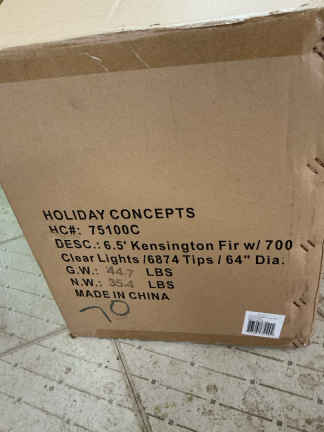 HOLIDAY CONCEPTS
HC#: 75100C
DESC.: 6.5' Kensington Fir w/ 700
Clear Lights /6874 Tips / 64" Dia.
G.W.: 44.7 LBS
N.W.: 35.4 LBS
MADE IN CHINA
70